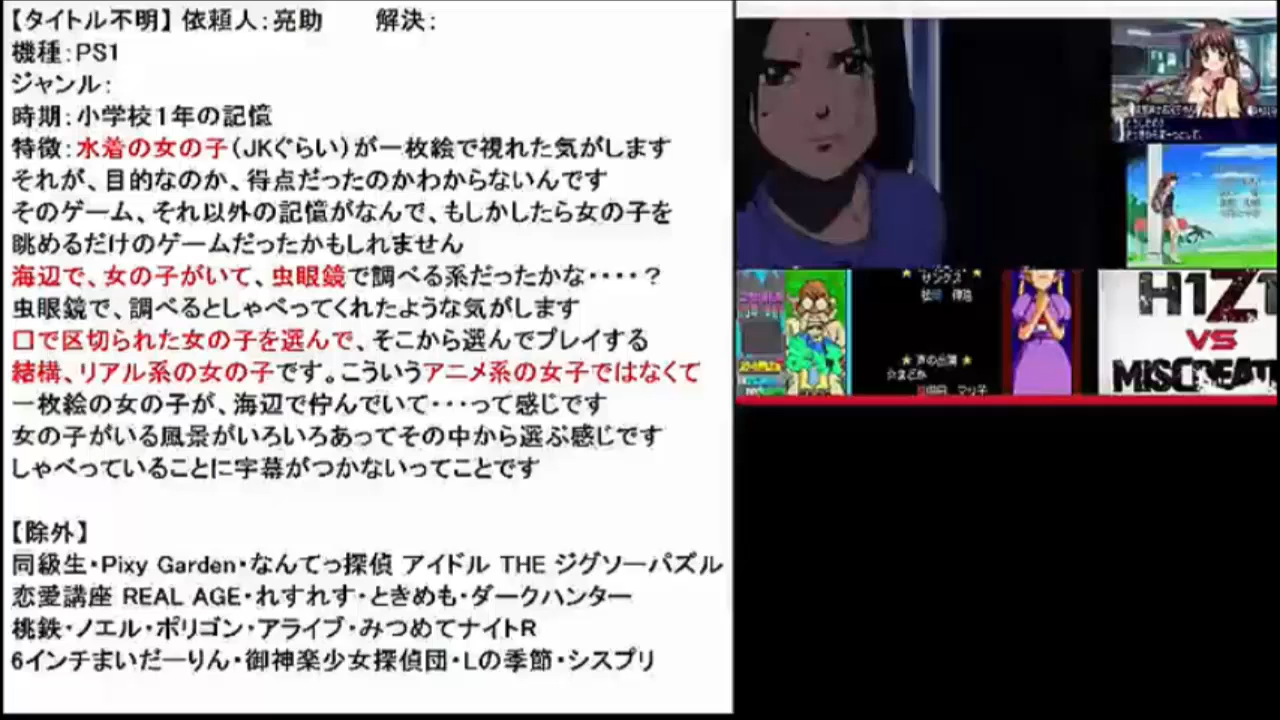 【タイトル不明】 依頼人：亮助　　解決：
機種：PS1
ジャンル：
時期：小学校1年の記憶
特徴：水着の女の子（JKぐらい）が一枚絵で視れた気がします
それが、目的なのか、得点だったのかわからないんです
そのゲーム、それ以外の記憶がなんで、もしかしたら女の子を
眺めるだけのゲームだったかもしれません
海辺で、女の子がいて、虫眼鏡で調べる系だったかな・・・・？
虫眼鏡で、調べるとしゃべってくれたような気がします
口で区切られた女の子を選んで、そこから選んでプレイする
結構、リアル系の女の子です。こういうアニメ系の女子ではなくて
一枚絵の女の子が、海辺で佇んでいて・・・って感じです
女の子がいる風景がいろいろあってその中から選ぶ感じです
しゃべっていることに字幕がつかないってことです
【除外】
同級生・Pixy Garden・なんてっ探偵 アイドル THE ジグソーパズル
恋愛講座 REAL AGE・れすれす・ときめも・ダークハンター
桃鉄・ノエル・ポリゴン・アライブ・みつめてナイトR
6インチまいだーりん・御神楽少女探偵団・Lの季節・シスプリ
★ 声の出演 ★
H1Z1
VS
MISCREAT